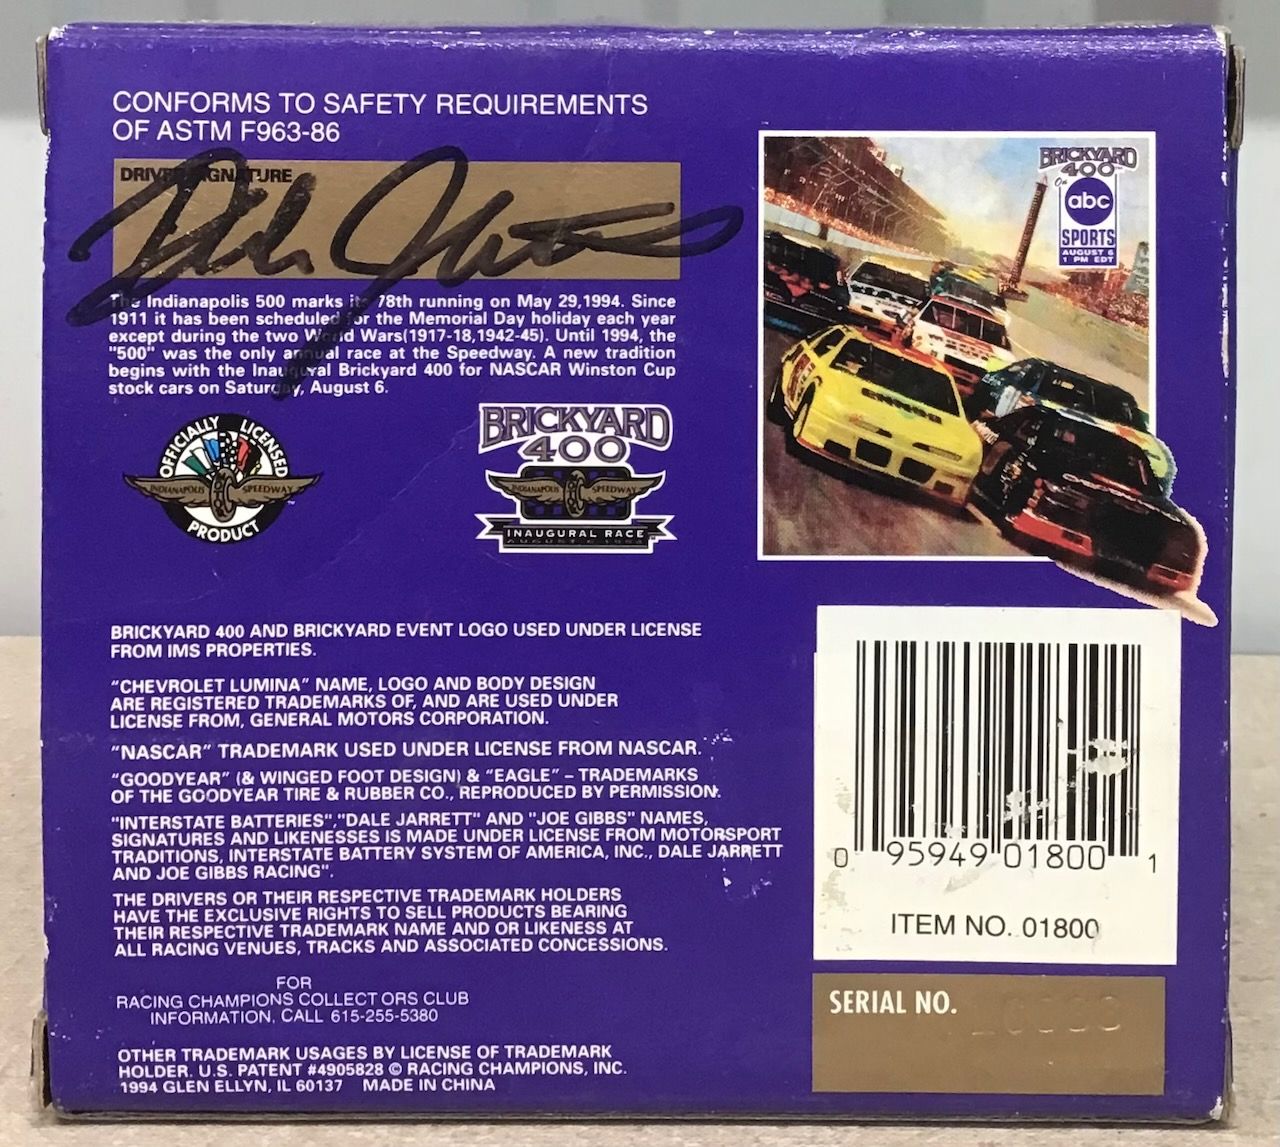 CONFORMS TO SAFETY REQUIREMENTS
OF ASTM F963-86
DRIVER SIGNATURE
Dale Jarrett
The Indianapolis 500 marks its 78th running on May 29,1994. Since
1911 it has been scheduled for the Memorial Day holiday each year
except during the two World Wars(1917-18,1942-45). Until 1994, the
"500" was the only annual race at the Speedway. A new tradition
begins with the Inaugural Brickyard 400 for NASCAR Winston Cup
stock cars on Saturday, August 6.
OFFICIALLY LICENSED
INDIANAPOLIS SPEEDWAY
PRODUCT
BRICKYARD
400
INDIANAPOLIS SPEEDWAY
INAUGURAL RACE
AUGUST 6 1994
BRICKYARD
400
On
abc
SPORTS
AUGUST 6
1 PM EDT
BRICKYARD 400 AND BRICKYARD EVENT LOGO USED UNDER LICENSE
FROM IMS PROPERTIES.
"CHEVROLET LUMINA" NAME, LOGO AND BODY DESIGN
ARE REGISTERED TRADEMARKS OF, AND ARE USED UNDER
LICENSE FROM, GENERAL MOTORS CORPORATION.
"NASCAR" TRADEMARK USED UNDER LICENSE FROM NASCAR.
"GOODYEAR" (& WINGED FOOT DESIGN) & "EAGLE" – TRADEMARKS
OF THE GOODYEAR TIRE & RUBBER CO., REPRODUCED BY PERMISSION.
"INTERSTATE BATTERIES","DALE JARRETT" AND "JOE GIBBS" NAMES,
SIGNATURES AND LIKENESSES IS MADE UNDER LICENSE FROM MOTORSPORT
TRADITIONS, INTERSTATE BATTERY SYSTEM OF AMERICA, INC., DALE JARRETT
AND JOE GIBBS RACING".
THE DRIVERS OR THEIR RESPECTIVE TRADEMARK HOLDERS
HAVE THE EXCLUSIVE RIGHTS TO SELL PRODUCTS BEARING
THEIR RESPECTIVE TRADEMARK NAME AND OR LIKENESS AT
ALL RACING VENUES, TRACKS AND ASSOCIATED CONCESSIONS.
FOR
RACING CHAMPIONS COLLECT ORS CLUB
INFORMATION, CALL 615-255-5380
OTHER TRADEMARK USAGES BY LICENSE OF TRADEMARK
HOLDER. U.S. PATENT #4905828 © RACING CHAMPIONS, INC.
1994 GLEN ELLYN, IL 60137 MADE IN CHINA
0 95949 01800 1
ITEM NO. 01800
SERIAL NO.